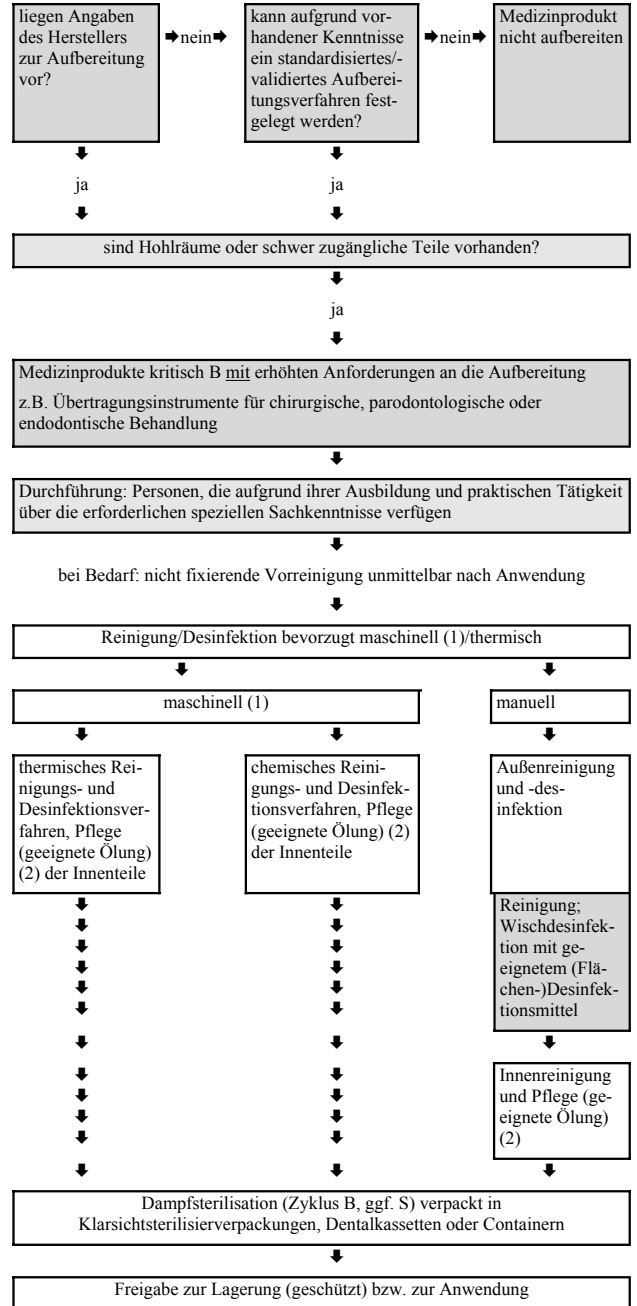 liegen Angaben
des Herstellers
zur Aufbereitung
vor?
nein
kann aufgrund vor-
handener Kenntnisse
ein standardisiertes/-
validiertes Aufberei-
tungsverfahren fest-
gelegt werden?
nein
Medizinprodukt
nicht aufbereiten
ja
ja
sind Hohlräume oder schwer zugängliche Teile vorhanden?
ja
Medizinprodukte kritisch B mit erhöhten Anforderungen an die Aufbereitung
z.B. Übertragungsinstrumente für chirurgische, parodontologische oder
endodontische Behandlung
Durchführung: Personen, die aufgrund ihrer Ausbildung und praktischen Tätigkeit
über die erforderlichen speziellen Sachkenntnisse verfügen
bei Bedarf: nicht fixierende Vorreinigung unmittelbar nach Anwendung
Reinigung/Desinfektion bevorzugt maschinell (1)/thermisch
maschinell (1)
manuell
thermisches Rei-
nigungs- und
Desinfektionsver-
fahren, Pflege
(geeignete Ölung)
(2) der Innenteile
chemisches Reini-
gungs- und Desinfek-
tionsverfahren, Pflege
(geeignete Ölung) (2)
der Innenteile
Außenreinigung
und -des-
infektion
Reinigung;
Wischdesinfek-
tion mit ge-
eignetem (Flä-
chen-)Desinfek-
tionsmittel
Innenreinigung
und Pflege (ge-
eignete Ölung)
(2)
Dampfsterilisation (Zyklus B, ggf. S) verpackt in
Klarsichtsterilisierverpackungen, Dentalkassetten oder Containern
Freigabe zur Lagerung (geschützt) bzw. zur Anwendung